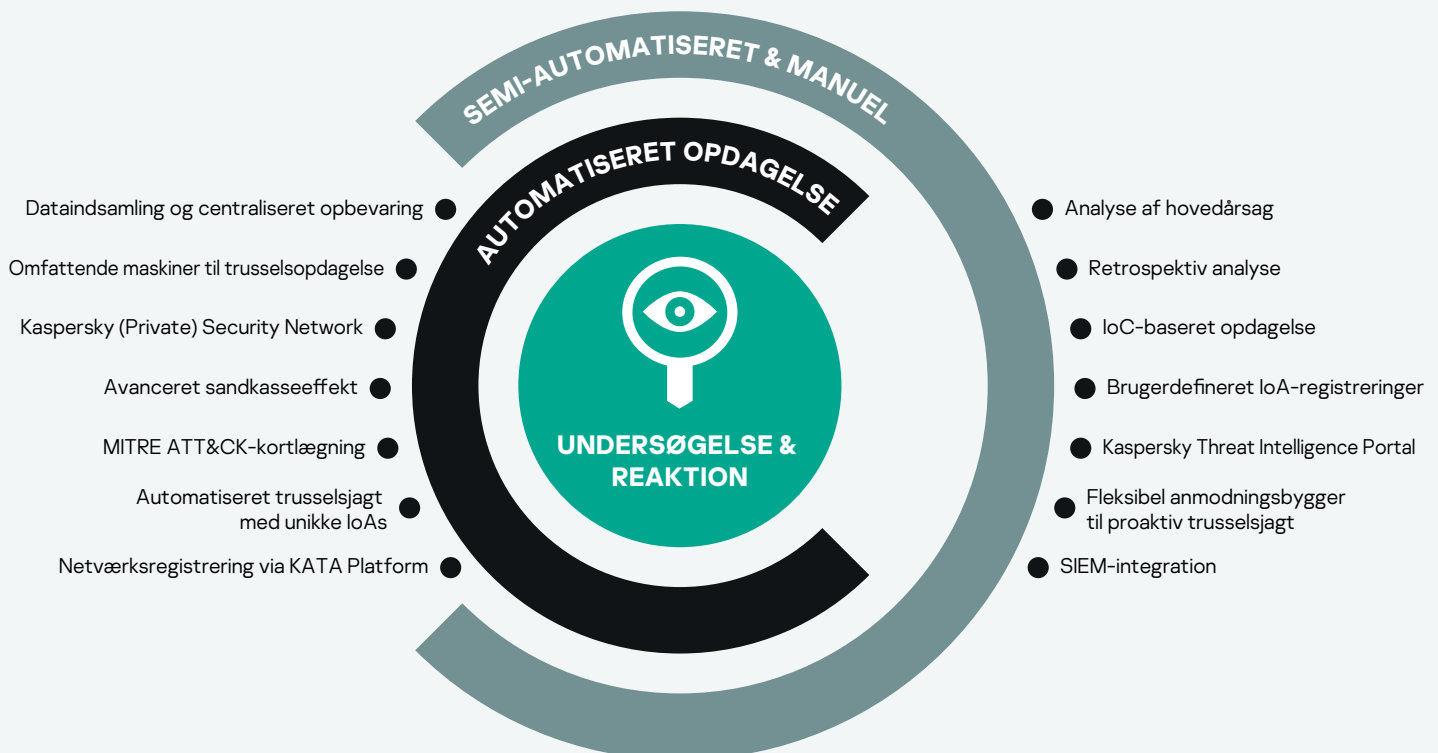 SEMI-AUTOMATISERET & MANUEL
AUTOMATISERET OPDAGELSE
UNDERSØGELSE &
REAKTION
Dataindsamling og centraliseret opbevaring
Omfattende maskiner til trusselsopdagelse
Kaspersky (Private) Security Network
Avanceret sandkasseeffekt
MITRE ATT&CK-kortlægning
Automatiseret trusselsjagt
med unikke IoAs
Netværksregistrering via KATA Platform
Analyse af hovedårsag
Retrospektiv analyse
IoC-baseret opdagelse
Brugerdefineret IoA-registreringer
Kaspersky Threat Intelligence Portal
Fleksibel anmodningsbygger
til proaktiv trusselsjagt
SIEM-integration